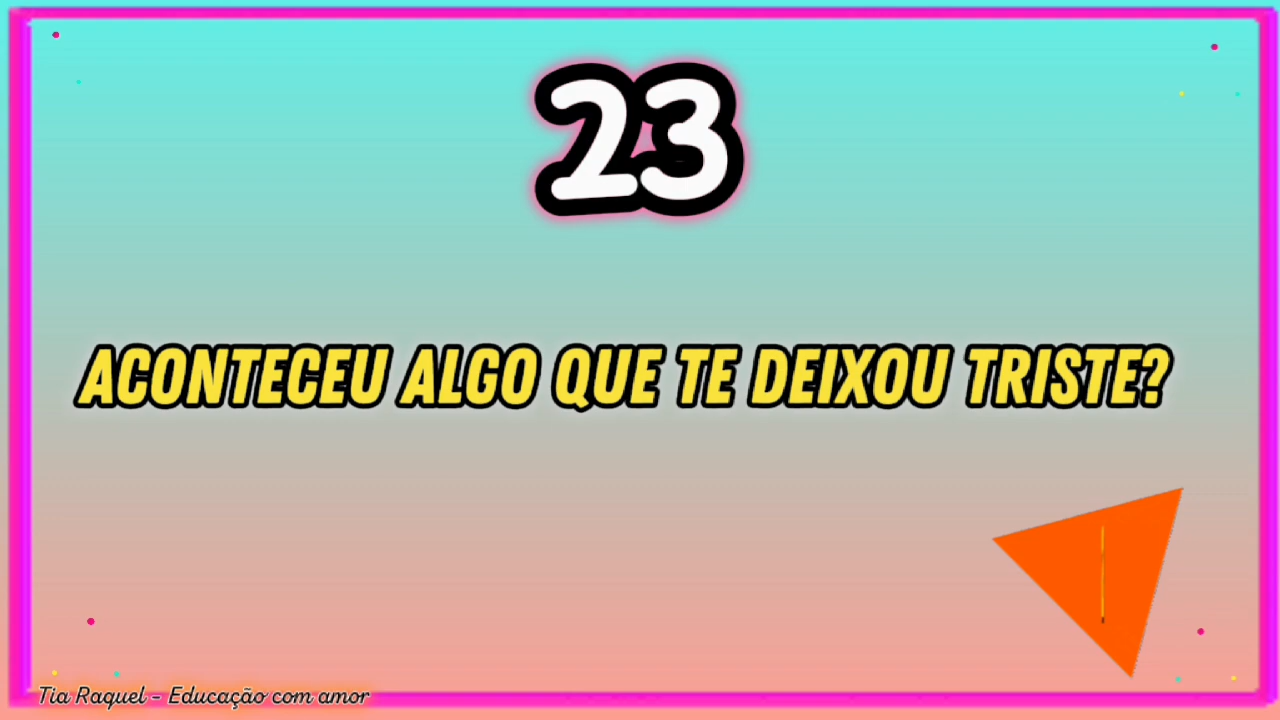 23
ACONTECEU ALGO QUE TE DEIXOU TRISTE?
Tia Raquel - Educação com amor